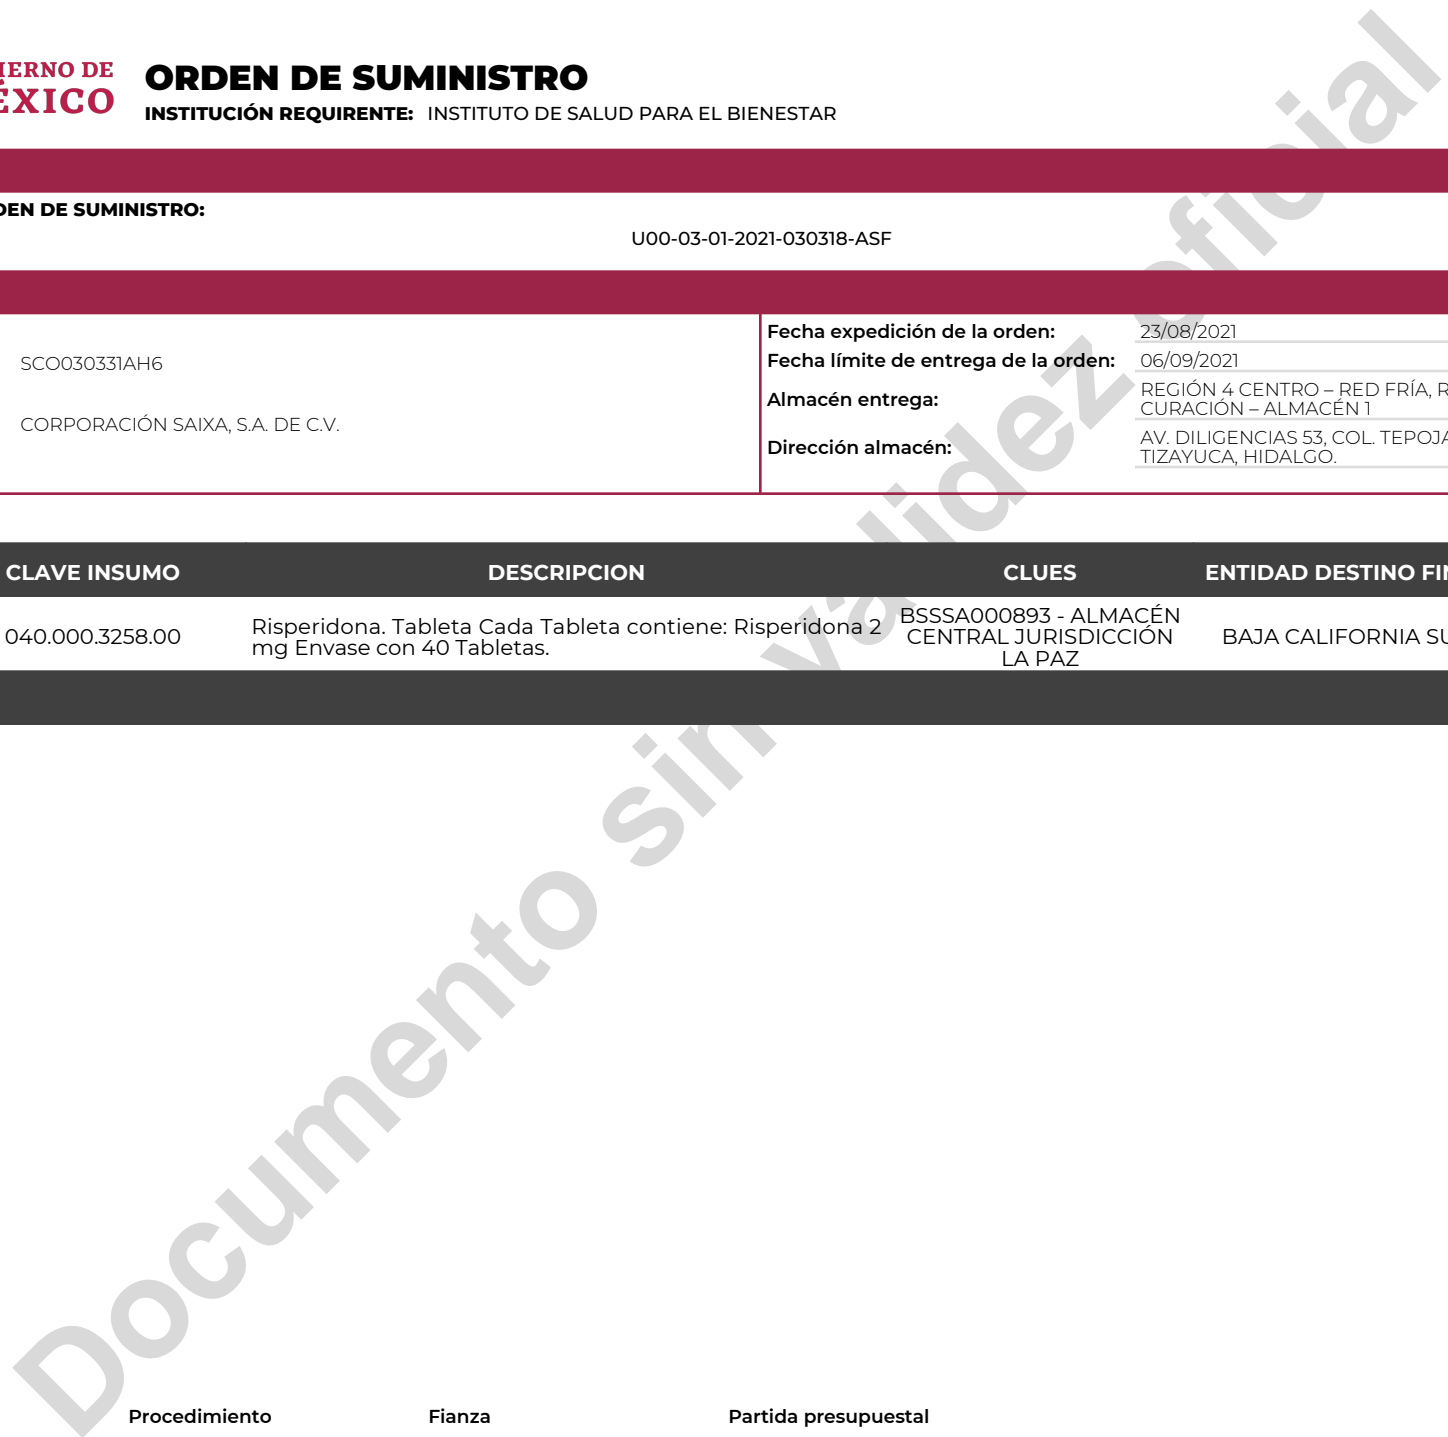 IERNO DE
ÉXICO
ORDEN DE SUMINISTRO
INSTITUCIÓN REQUIRENTE: INSTITUTO DE SALUD PARA EL BIENESTAR
DEN DE SUMINISTRO:
U00-03-01-2021-030318-ASF
SCO030331AH6
CORPORACIÓN SAIXA, S.A. DE C.V.
Fecha expedición de la orden: 23/08/2021
Fecha límite de entrega de la orden: 06/09/2021
Almacén entrega: REGIÓN 4 CENTRO – RED FRÍA, R
CURACIÓN – ALMACÉN 1
Dirección almacén: AV. DILIGENCIAS 53, COL. TEPOJA
TIZAYUCA, HIDALGO.
CLAVE INSUMO DESCRIPCION CLUES ENTIDAD DESTINO FIN
040.000.3258.00
Risperidona. Tableta Cada Tableta contiene: Risperidona 2
mg Envase con 40 Tabletas.
BSSSA000893 - ALMACÉN
CENTRAL JURISDICCIÓN
LA PAZ
BAJA CALIFORNIA SU
Documento sin validez oficial
Procedimiento Fianza Partida presupuestal